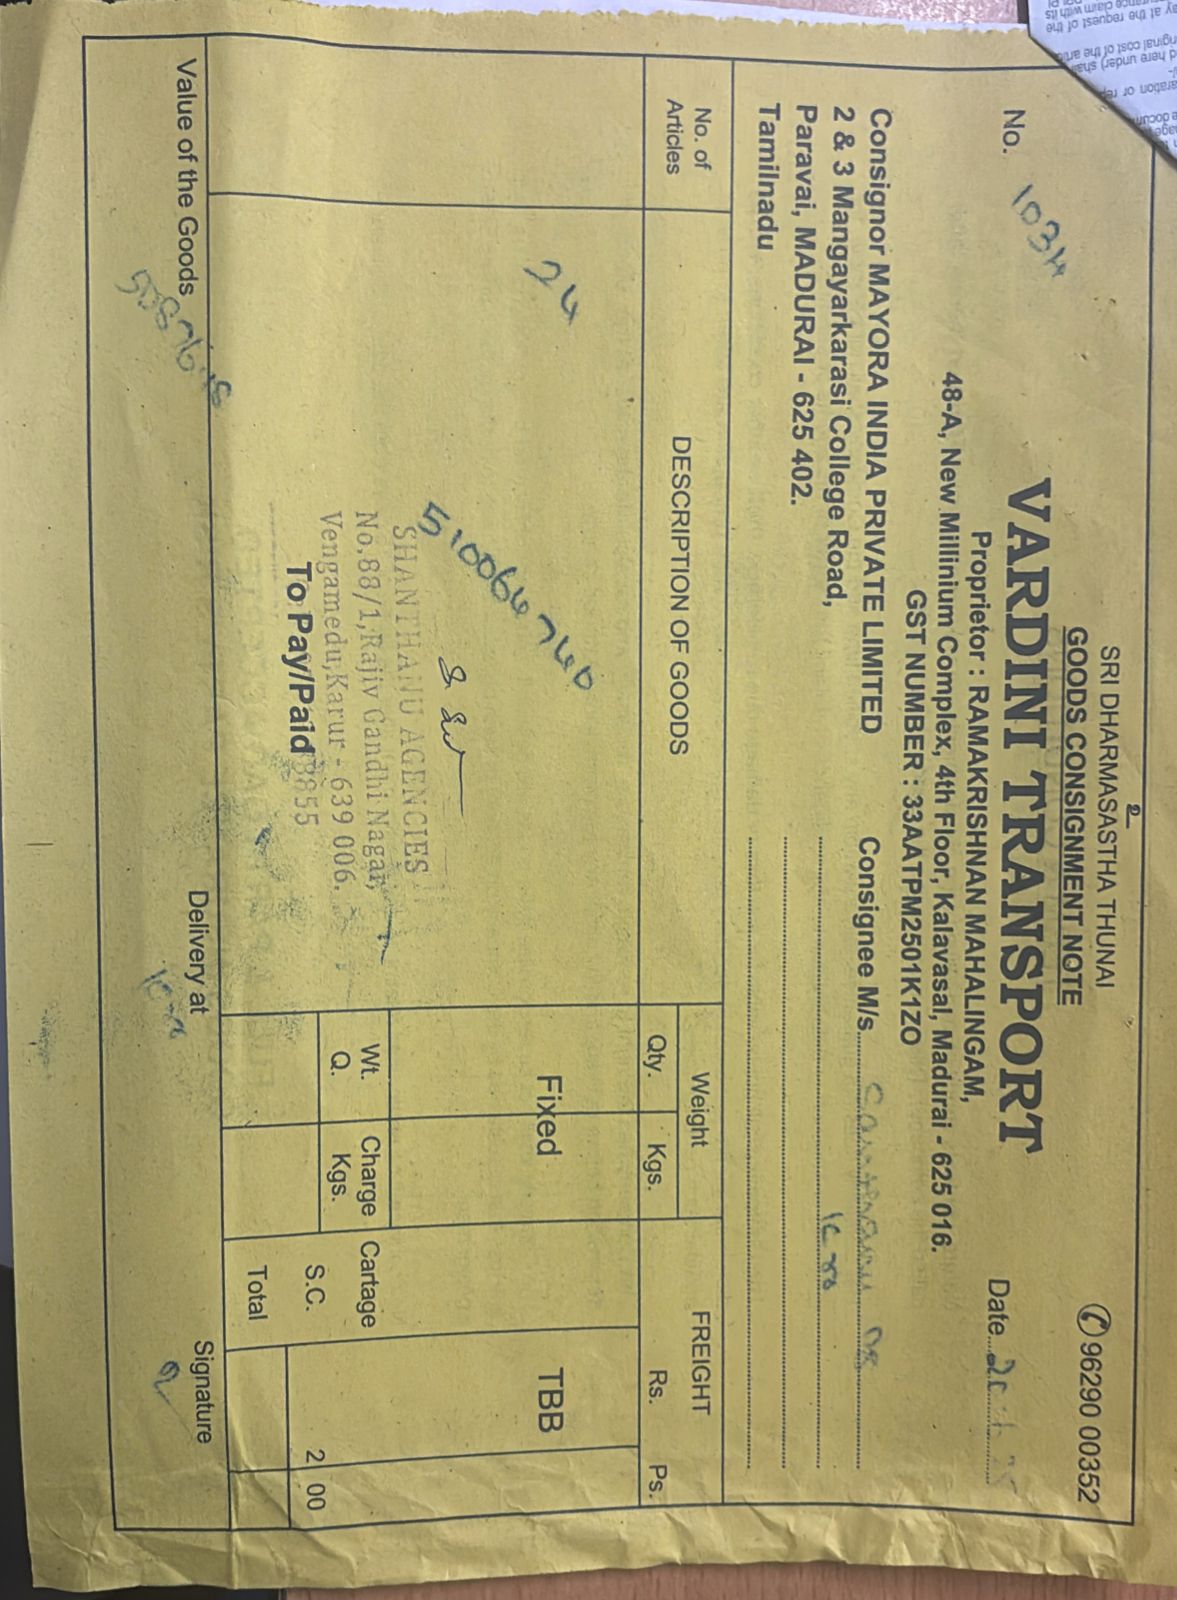 2
SRI DHARMASASTHA THUNAI
GOODS CONSIGNMENT NOTE
✆ 96290 00352
VARDINI TRANSPORT
No. 1034
Proprietor : RAMAKRISHNAN MAHALINGAM,
Date
48-A, New Millinium Complex, 4th Floor, Kalavasal, Madurai - 625 016.
GST NUMBER : 33AATPM2501K1ZO
Consignor MAYORA INDIA PRIVATE LIMITED
2 & 3 Mangayarkarasi College Road,
Paravai, MADURAI - 625 402.
Tamilnadu
Consignee M/s.
No. of Articles
DESCRIPTION OF GOODS
Weight
Qty. Kgs.
FREIGHT
Rs. Ps.
24
510064740
Fixed
TBB
SHANTHANU AGENCIES
No.88/1,Rajiv Gandhi Nagar,
Vengamedu,Karur - 639 006.
To Pay/Paid
Wt. Charge
Q. Kgs.
Cartage
S.C. 2 00
Total
Value of the Goods
Delivery at
Signature